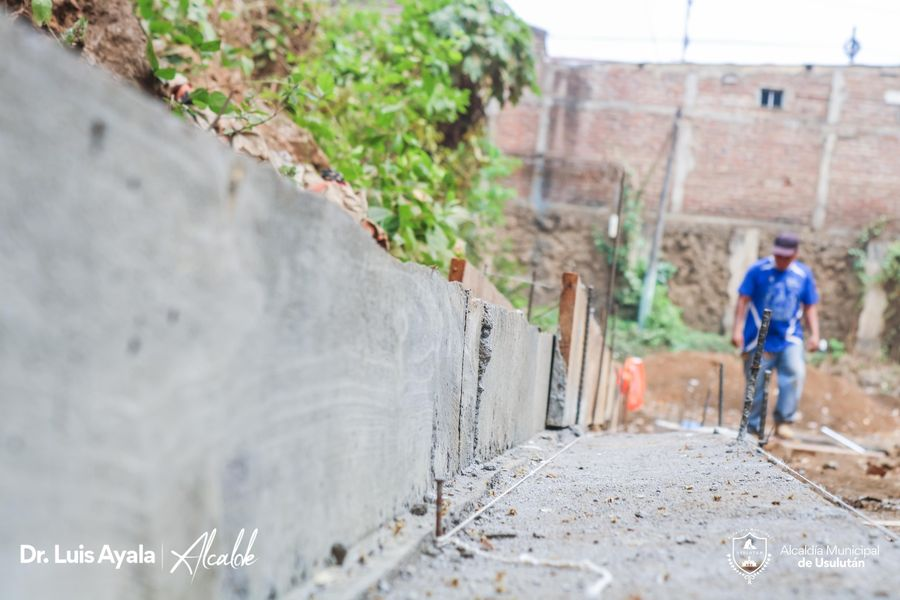 Dr. Luis Ayala | Alcalde
Alcaldía Municipal
de Usulután